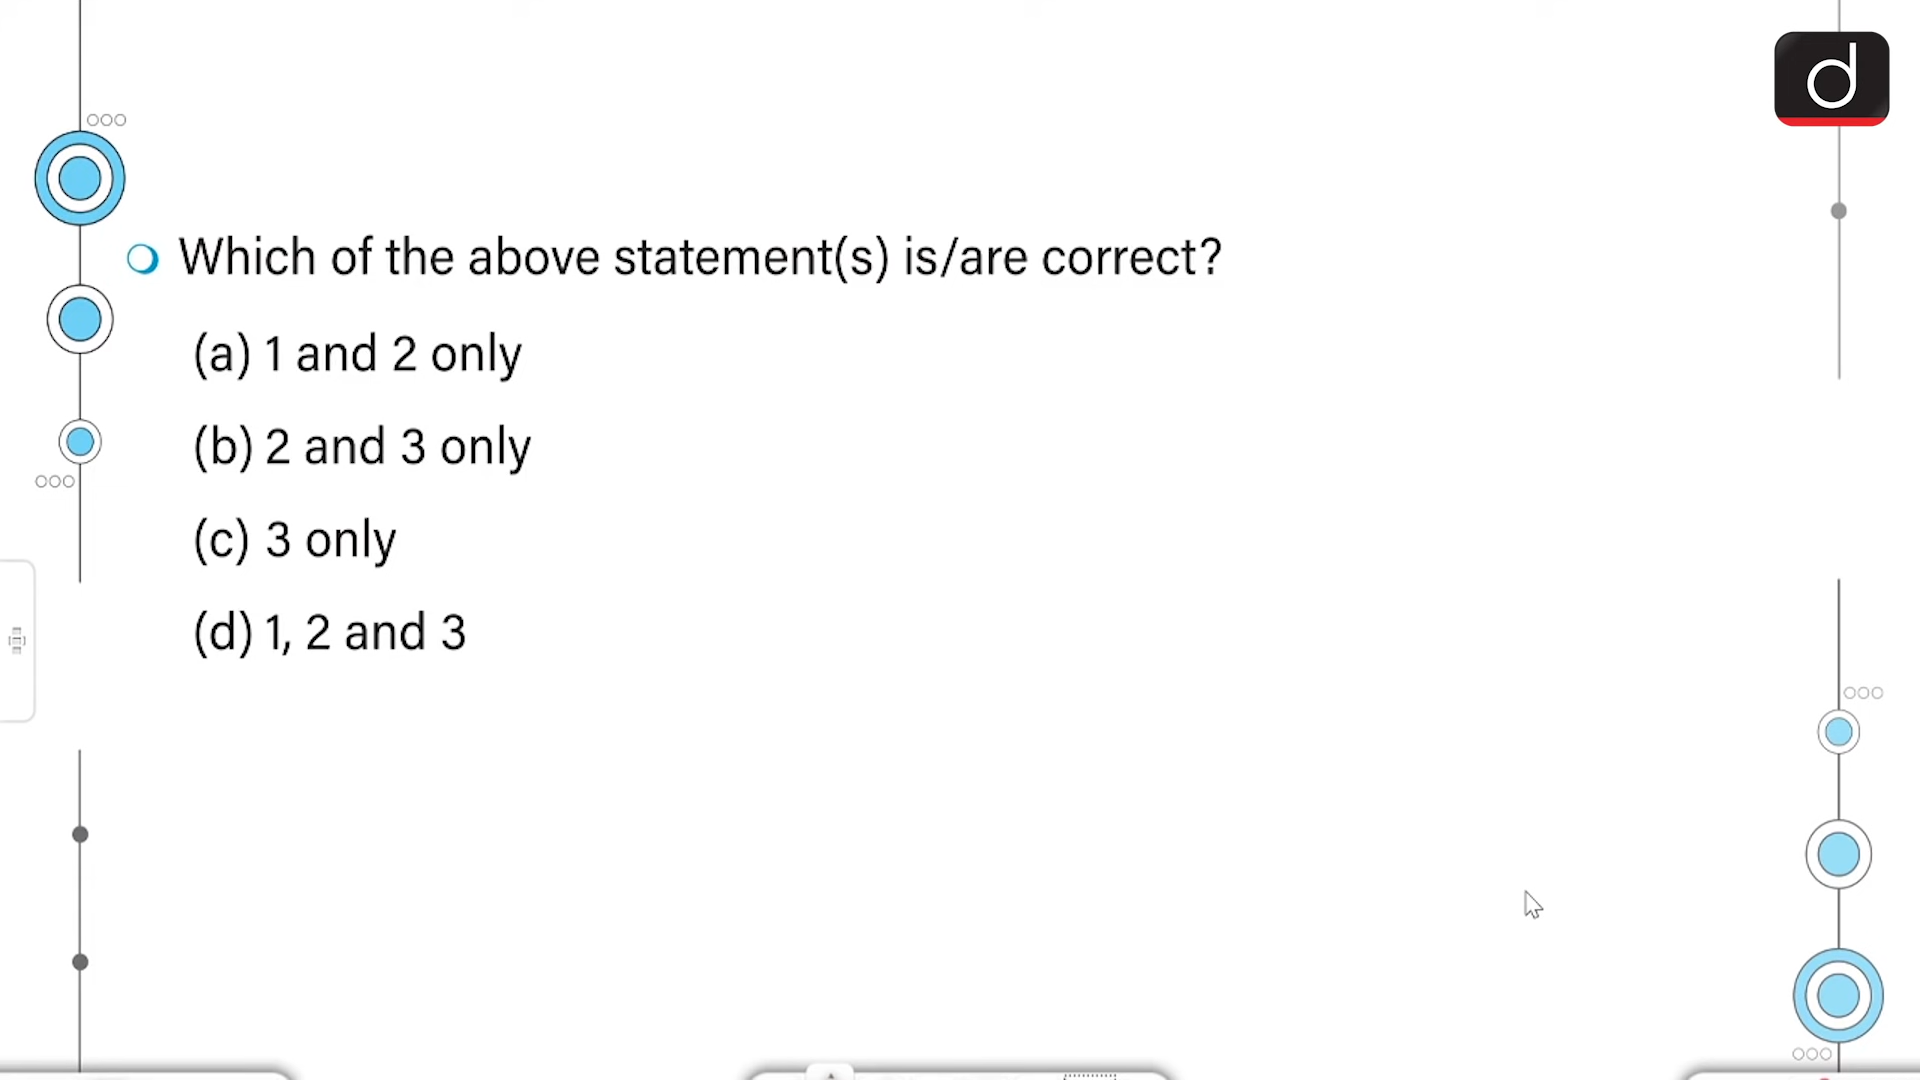 d
Which of the above statement(s) is/are correct?
(a) 1 and 2 only
(b) 2 and 3 only
(c) 3 only
(d) 1, 2 and 3